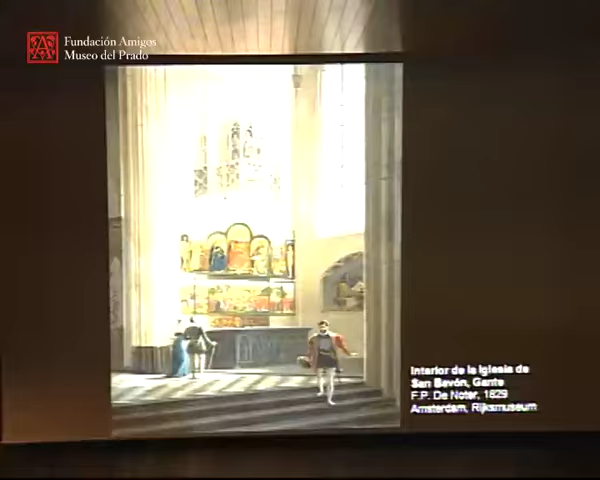 Fundación Amigos
Museo del Prado
Interior de la Iglesia de
San Bavón, Gante
F.P. De Noter, 1829
Amsterdam, Rijksmuseum